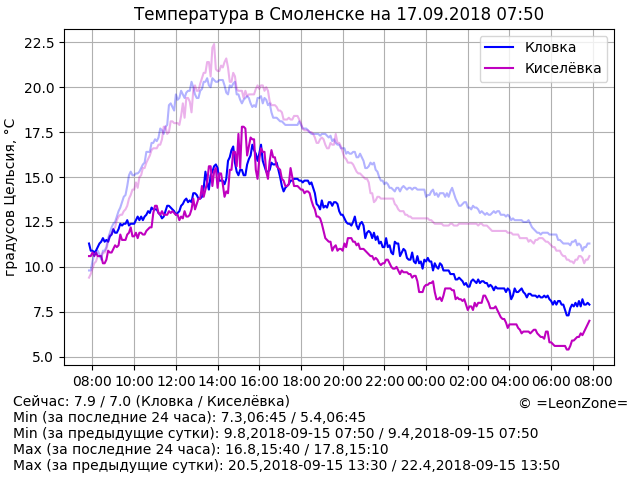 Температура в Смоленске на 17.09.2018 07:50
градусов Цельсия, °C
22.5
20.0
17.5
15.0
12.5
10.0
7.5
5.0
Кловка
Киселёвка
08:00 10:00 12:00 14:00 16:00 18:00 20:00 22:00 00:00 02:00 04:00 06:00 08:00
© =LeonZone=
Сейчас: 7.9 / 7.0 (Кловка / Киселёвка)
Min (за последние 24 часа): 7.3,06:45 / 5.4,06:45
Min (за предыдущие сутки): 9.8,2018-09-15 07:50 / 9.4,2018-09-15 07:50
Max (за последние 24 часа): 16.8,15:40 / 17.8,15:10
Max (за предыдущие сутки): 20.5,2018-09-15 13:30 / 22.4,2018-09-15 13:50